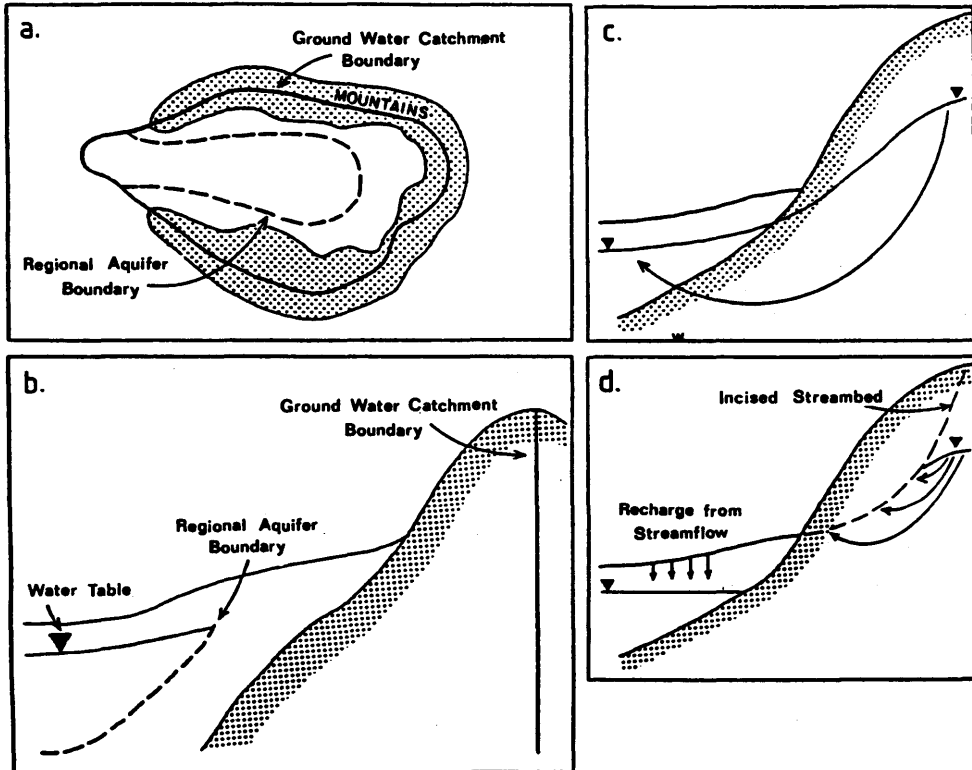 a.
Ground Water Catchment
Boundary
MOUNTAINS
Regional Aquifer
Boundary
b.
Ground Water Catchment
Boundary
Regional Aquifer
Boundary
Water Table
c.
d.
Incised Streambed
Recharge from
Streamflow